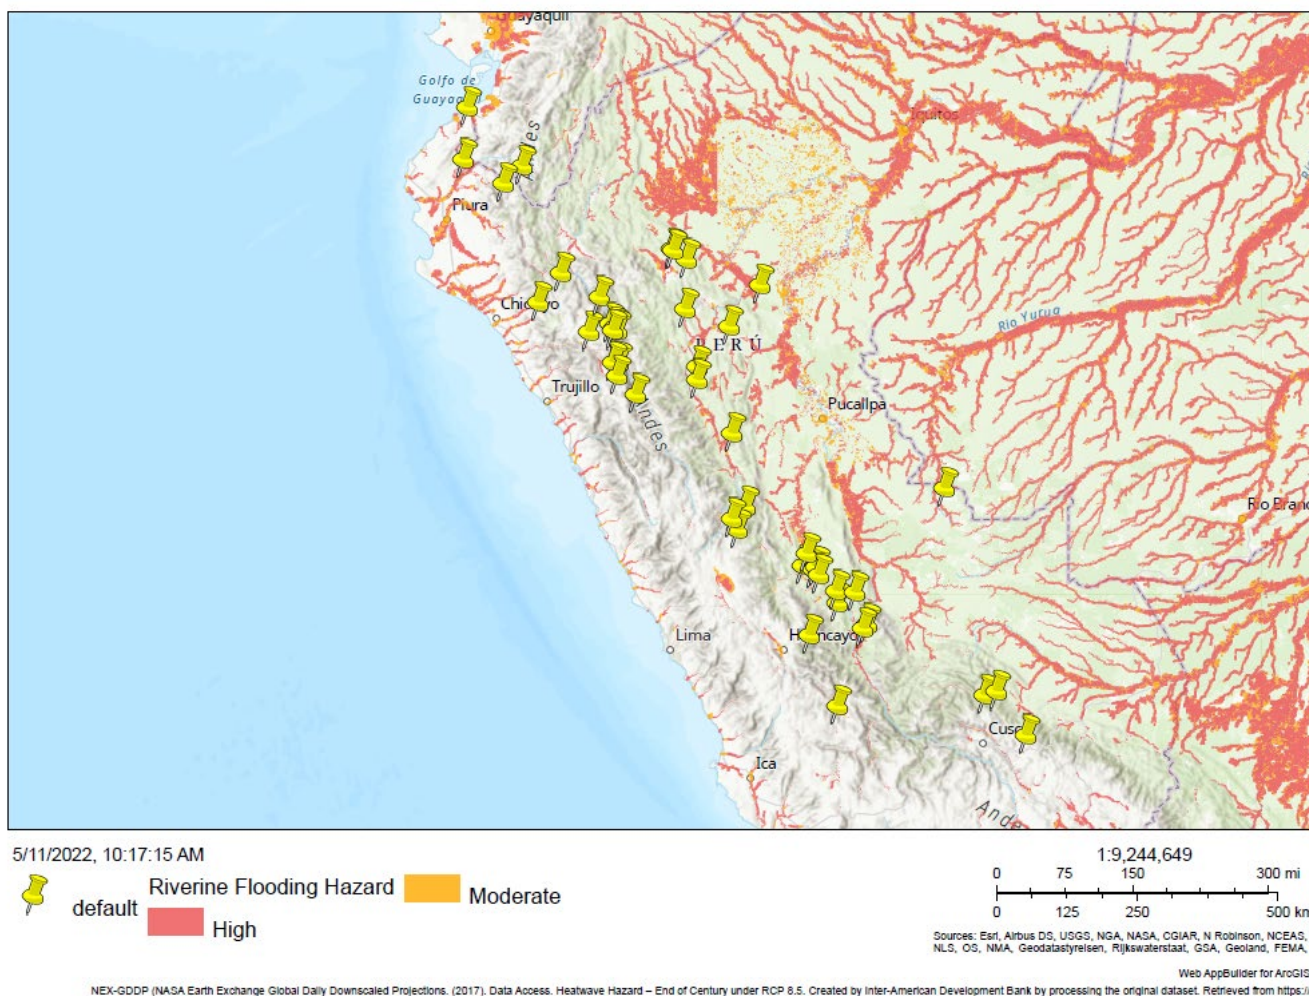 Guayaquil
Golfo de
Guayaquil
Andes
Iquitos
Piura
Chiclayo
Rio Yurua
PERÚ
Trujillo
Pucallpa
Andes
Rio Branc
Lima
Huancayo
Cusco
Ica
Ande
5/11/2022, 10:17:15 AM
default
Riverine Flooding Hazard
High
Moderate
1:9,244,649
0 75 150 300 mi
0 125 250 500 km
Sources: Esri, Airbus DS, USGS, NGA, NASA, CGIAR, N Robinson, NCEAS,
NLS, OS, NMA, Geodatastyrelsen, Rijkswaterstaat, GSA, Geoland, FEMA,
Web AppBuilder for ArcGIS
NEX-GDDP (NASA Earth Exchange Global Daily Downscaled Projections. (2017). Data Access. Heatwave Hazard – End of Century under RCP 8.5. Created by Inter-American Development Bank by processing the original dataset. Retrieved from https:/